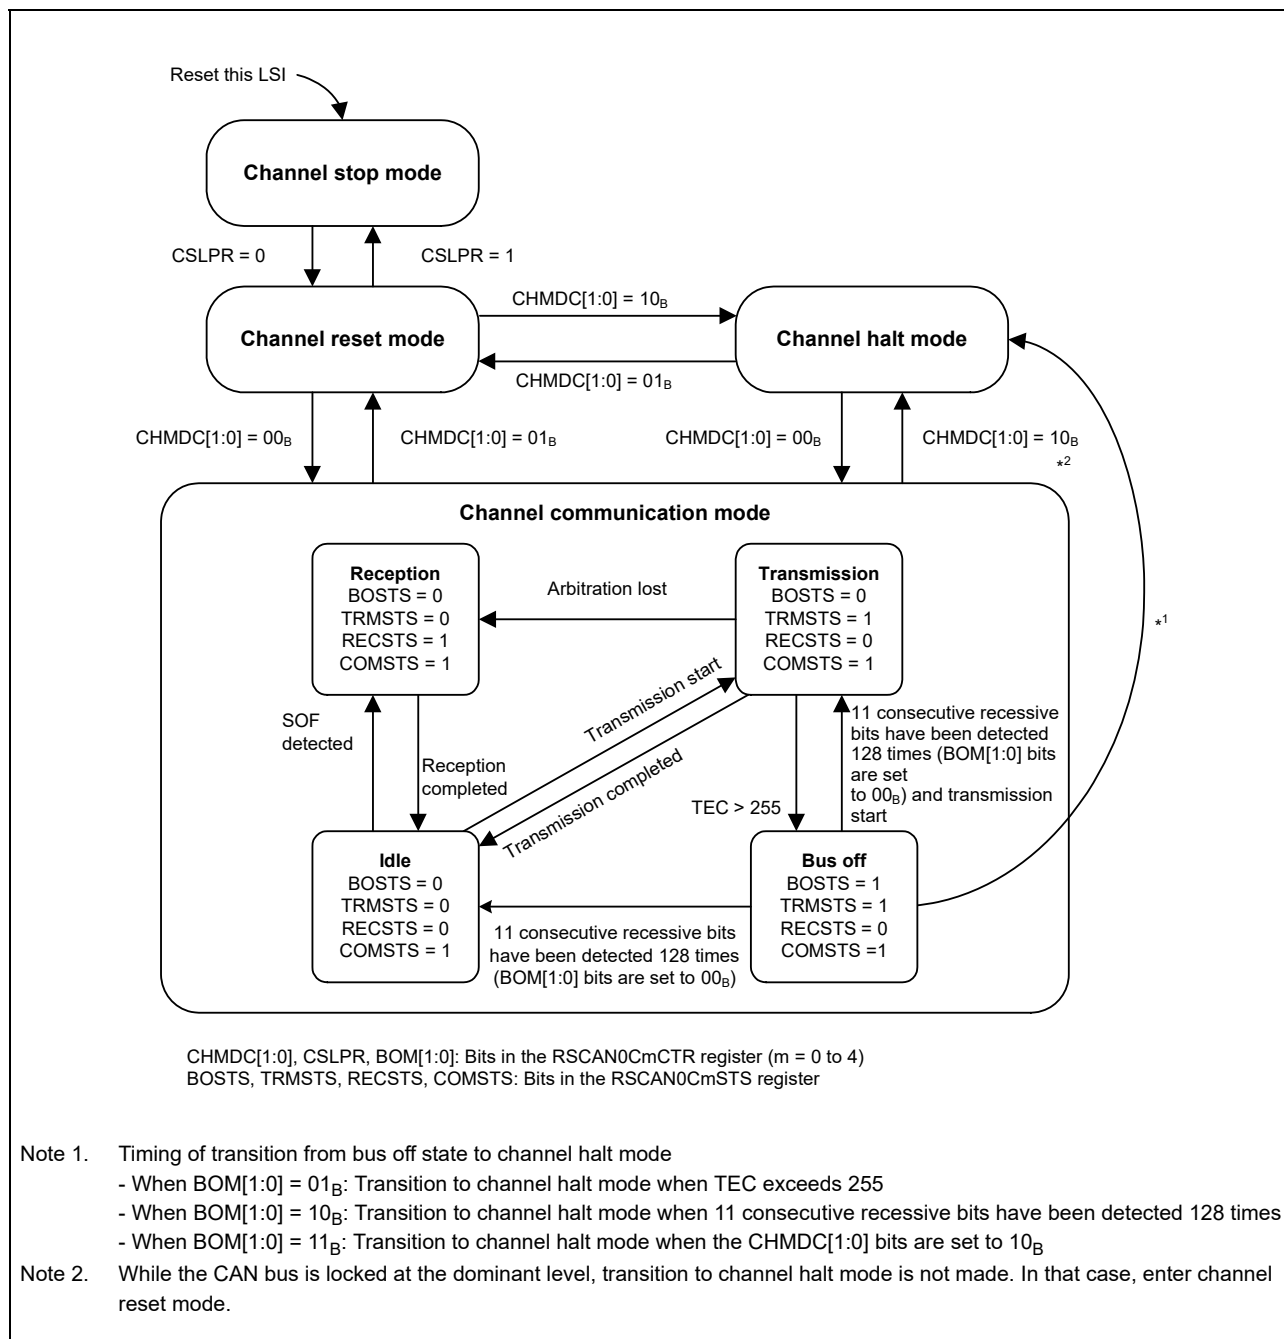 Reset this LSI
Channel stop mode
CSLPR = 0
CSLPR = 1
CHMDC[1:0] = 10B
Channel reset mode
Channel halt mode
CHMDC[1:0] = 01B
CHMDC[1:0] = 00B
CHMDC[1:0] = 01B
CHMDC[1:0] = 00B
CHMDC[1:0] = 10B
*2
Channel communication mode
Reception
BOSTS = 0
TRMSTS = 0
RECSTS = 1
COMSTS = 1
Arbitration lost
Transmission
BOSTS = 0
TRMSTS = 1
RECSTS = 0
COMSTS = 1
*1
SOF
detected
Reception
completed
Transmission start
Transmission completed
TEC > 255
11 consecutive recessive
bits have been detected
128 times (BOM[1:0] bits
are set
to 00B) and transmission
start
Idle
BOSTS = 0
TRMSTS = 0
RECSTS = 0
COMSTS = 1
11 consecutive recessive bits
have been detected 128 times
(BOM[1:0] bits are set to 00B)
Bus off
BOSTS = 1
TRMSTS = 1
RECSTS = 0
COMSTS =1
CHMDC[1:0], CSLPR, BOM[1:0]: Bits in the RSCAN0CmCTR register (m = 0 to 4)
BOSTS, TRMSTS, RECSTS, COMSTS: Bits in the RSCAN0CmSTS register
Note 1. Timing of transition from bus off state to channel halt mode
- When BOM[1:0] = 01B: Transition to channel halt mode when TEC exceeds 255
- When BOM[1:0] = 10B: Transition to channel halt mode when 11 consecutive recessive bits have been detected 128 times
- When BOM[1:0] = 11B: Transition to channel halt mode when the CHMDC[1:0] bits are set to 10B
Note 2. While the CAN bus is locked at the dominant level, transition to channel halt mode is not made. In that case, enter channel
reset mode.